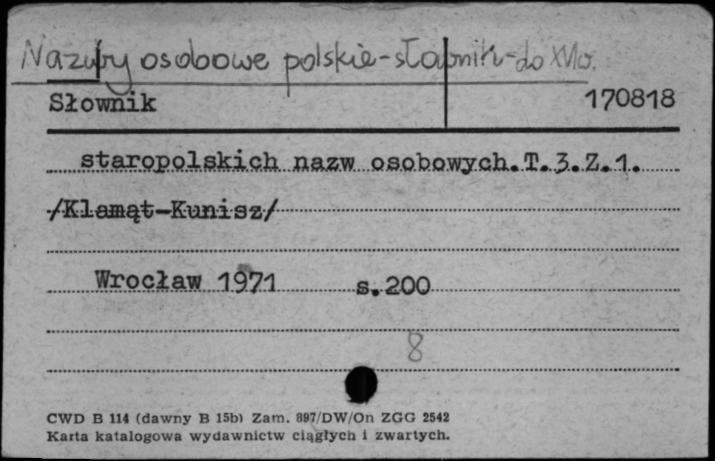 Nazwy osobowe polskie-słownik-do XVIw.
Słownik 170818
staropolskich nazw osobowych.T.3.Z.1.
/Klamąt-Kunisz/
Wrocław 1971 s.200
8
CWD B 114 (dawny B 15b) Zam. 897/DW/On ZGG 2542
Karta katalogowa wydawnictw ciągłych i zwartych.